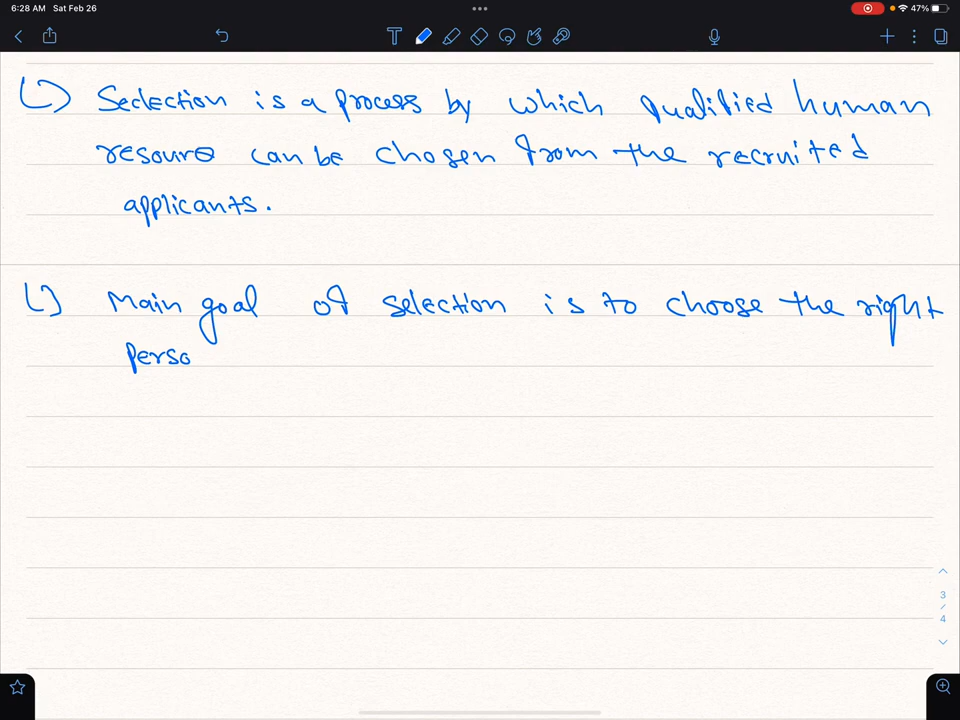 6:28 AM Sat Feb 26
47%
Selection is a process by which qualified human
resource can be chosen from the recruited
applicants.
Main goal of selection is to choose the right
perso
3
/
4